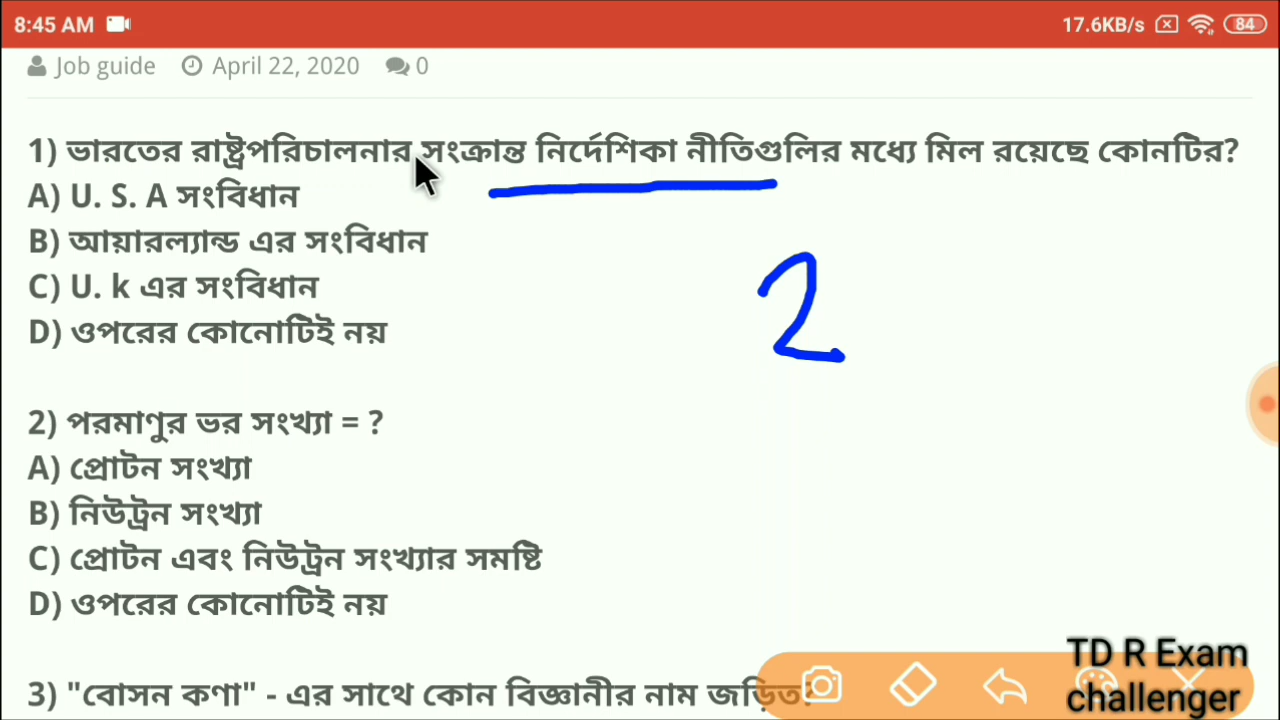 8:45 AM 17.6KB/s 84
Job guide April 22, 2020 0
1) ভারতের রাষ্ট্রপরিচালনার সংক্রান্ত নির্দেশিকা নীতিগুলির মধ্যে মিল রয়েছে কোনটির?
A) U. S. A সংবিধান
B) আয়ারল্যান্ড এর সংবিধান
C) U. k এর সংবিধান
2
D) ওপরের কোনোটিই নয়
2) পরমাণুর ভর সংখ্যা = ?
A) প্রোটন সংখ্যা
B) নিউট্রন সংখ্যা
C) প্রোটন এবং নিউট্রন সংখ্যার সমষ্টি
D) ওপরের কোনোটিই নয়
3) "বোসন কণা" - এর সাথে কোন বিজ্ঞানীর নাম জড়িত?
TD R Exam
challenger